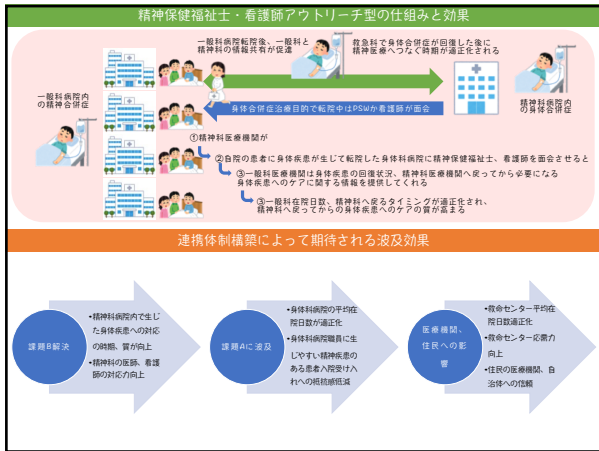 精神保健福祉士・看護師アウトリーチ型の仕組みと効果
一般科病院転院後、一般科と
精神科の情報共有が促進
救急科で身体合併症が回復した後に
精神医療へつなぐ時期が適正化される
一般科病院内
の精神合併症
精神科病院内
の身体合併症
身体合併症治療目的で転院中はPSWか看護師が面会
①精神科医療機関が
②自院の患者に身体疾患が生じて転院した身体科病院に精神保健福祉士、看護師を面会させると
③一般科医療機関は身体疾患の回復状況、精神科医療機関へ戻ってから必要になる
身体疾患へのケアに関する情報を提供してくれる
③一般科在院日数、精神科へ戻るタイミングが適正化され、
精神科へ戻ってからの身体疾患へのケアの質が高まる
連携体制構築によって期待される波及効果
課題B解決
•精神科病院内で生じ
た身体疾患への対応
の時期、質が向上
•精神科の医師、看護
師の対応力向上
課題Aに波及
•身体科病院の平均在
院日数が適正化
•身体科病院職員に生
じやすい精神疾患の
ある患者入院受け入
れへの抵抗感低減
医療機関、
住民への影
響
•救命センター平均在
院日数適正化
•救命センター応需力
向上
•住民の医療機関、自
治体への信頼